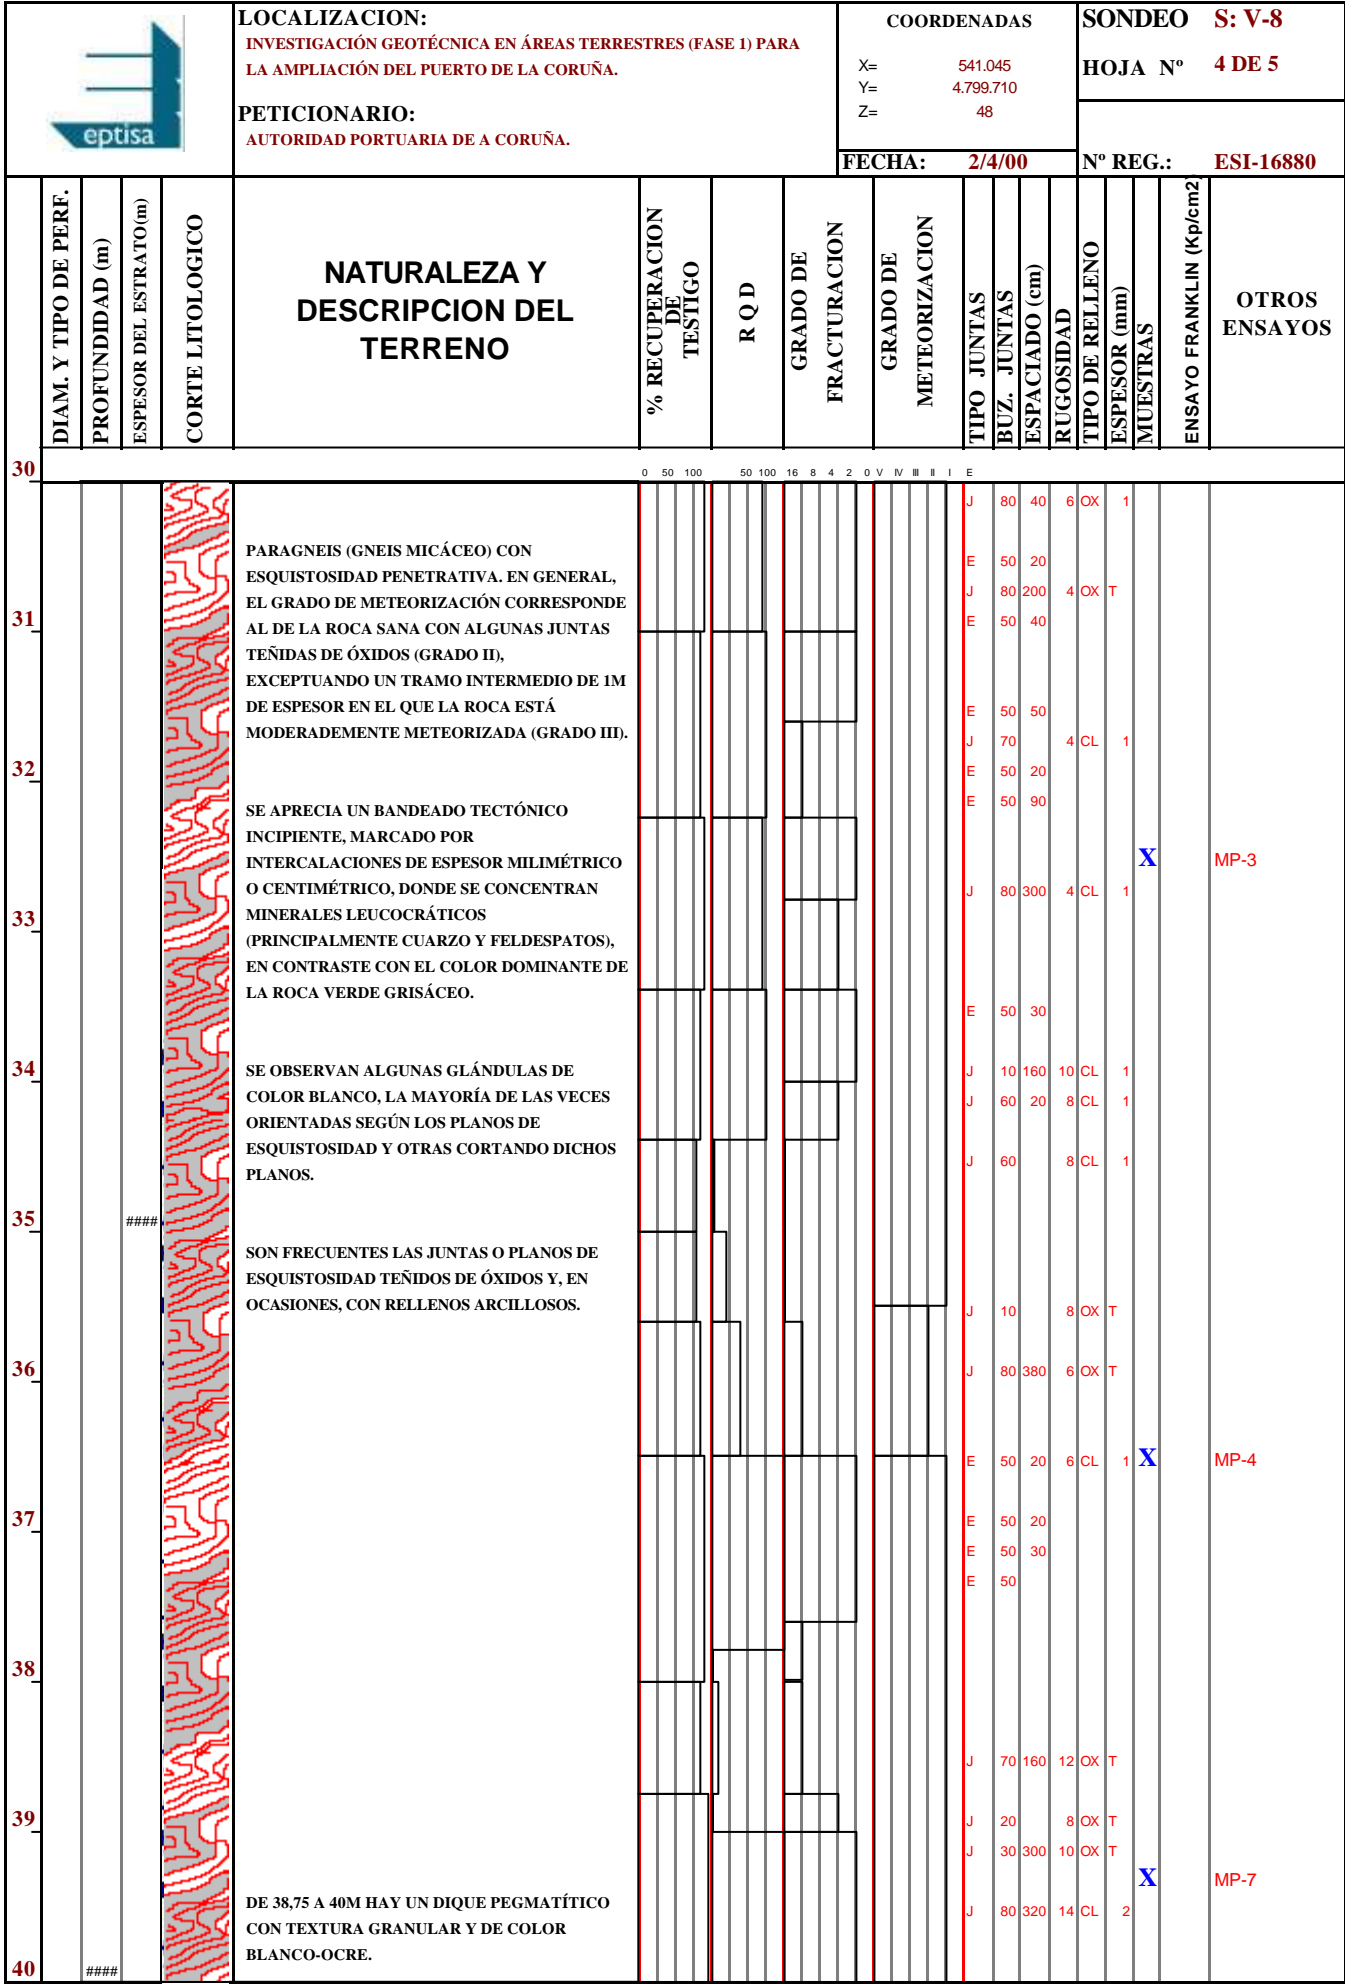 eptisa
LOCALIZACION:
INVESTIGACIÓN GEOTÉCNICA EN ÁREAS TERRESTRES (FASE 1) PARA
LA AMPLIACIÓN DEL PUERTO DE LA CORUÑA.
PETICIONARIO:
AUTORIDAD PORTUARIA DE A CORUÑA.
COORDENADAS
X= 541.045
Y= 4.799.710
Z= 48
FECHA: 2/4/00
SONDEO S: V-8
HOJA Nº 4 DE 5
Nº REG.: ESI-16880
DIAM. Y TIPO DE PERF.
PROFUNDIDAD (m)
ESPESOR DEL ESTRATO(m)
CORTE LITOLOGICO
NATURALEZA Y
DESCRIPCION DEL
TERRENO
% RECUPERACION
DE
TESTIGO
R Q D
GRADO DE
FRACTURACION
GRADO DE
METEORIZACION
TIPO JUNTAS
BUZ. JUNTAS
ESPACIADO (cm)
RUGOSIDAD
TIPO DE RELLENO
ESPESOR (mm)
MUESTRAS
ENSAYO FRANKLIN (Kp/cm2)
OTROS
ENSAYOS
30
0 50 100 50 100 16 8 4 2 0 V IV III II I E
J 80 40 6 OX 1
PARAGNEIS (GNEIS MICÁCEO) CON
E 50 20
ESQUISTOSIDAD PENETRATIVA. EN GENERAL,
J 80 200 4 OX T
EL GRADO DE METEORIZACIÓN CORRESPONDE
31
E 50 40
AL DE LA ROCA SANA CON ALGUNAS JUNTAS
TEÑIDAS DE ÓXIDOS (GRADO II),
EXCEPTUANDO UN TRAMO INTERMEDIO DE 1M
DE ESPESOR EN EL QUE LA ROCA ESTÁ
E 50 50
MODERADEMENTE METEORIZADA (GRADO III).
J 70 4 CL 1
32
E 50 20
E 50 90
SE APRECIA UN BANDEADO TECTÓNICO
INCIPIENTE, MARCADO POR
INTERCALACIONES DE ESPESOR MILIMÉTRICO
X MP-3
O CENTIMÉTRICO, DONDE SE CONCENTRAN
J 80 300 4 CL 1
MINERALES LEUCOCRÁTICOS
33
(PRINCIPALMENTE CUARZO Y FELDESPATOS),
EN CONTRASTE CON EL COLOR DOMINANTE DE
LA ROCA VERDE GRISÁCEO.
E 50 30
34
SE OBSERVAN ALGUNAS GLÁNDULAS DE
J 10 160 10 CL 1
COLOR BLANCO, LA MAYORÍA DE LAS VECES
J 60 20 8 CL 1
ORIENTADAS SEGÚN LOS PLANOS DE
ESQUISTOSIDAD Y OTRAS CORTANDO DICHOS
J 60 8 CL 1
PLANOS.
35
####
SON FRECUENTES LAS JUNTAS O PLANOS DE
ESQUISTOSIDAD TEÑIDOS DE ÓXIDOS Y, EN
OCASIONES, CON RELLENOS ARCILLOSOS.
J 10 8 OX T
36
J 80 380 6 OX T
E 50 20 6 CL 1 X MP-4
37
E 50 20
E 50 30
E 50
38
J 70 160 12 OX T
39
J 20 8 OX T
J 30 300 10 OX T
X MP-7
DE 38,75 A 40M HAY UN DIQUE PEGMATÍTICO
J 80 320 14 CL 2
CON TEXTURA GRANULAR Y DE COLOR
BLANCO-OCRE.
40 ####